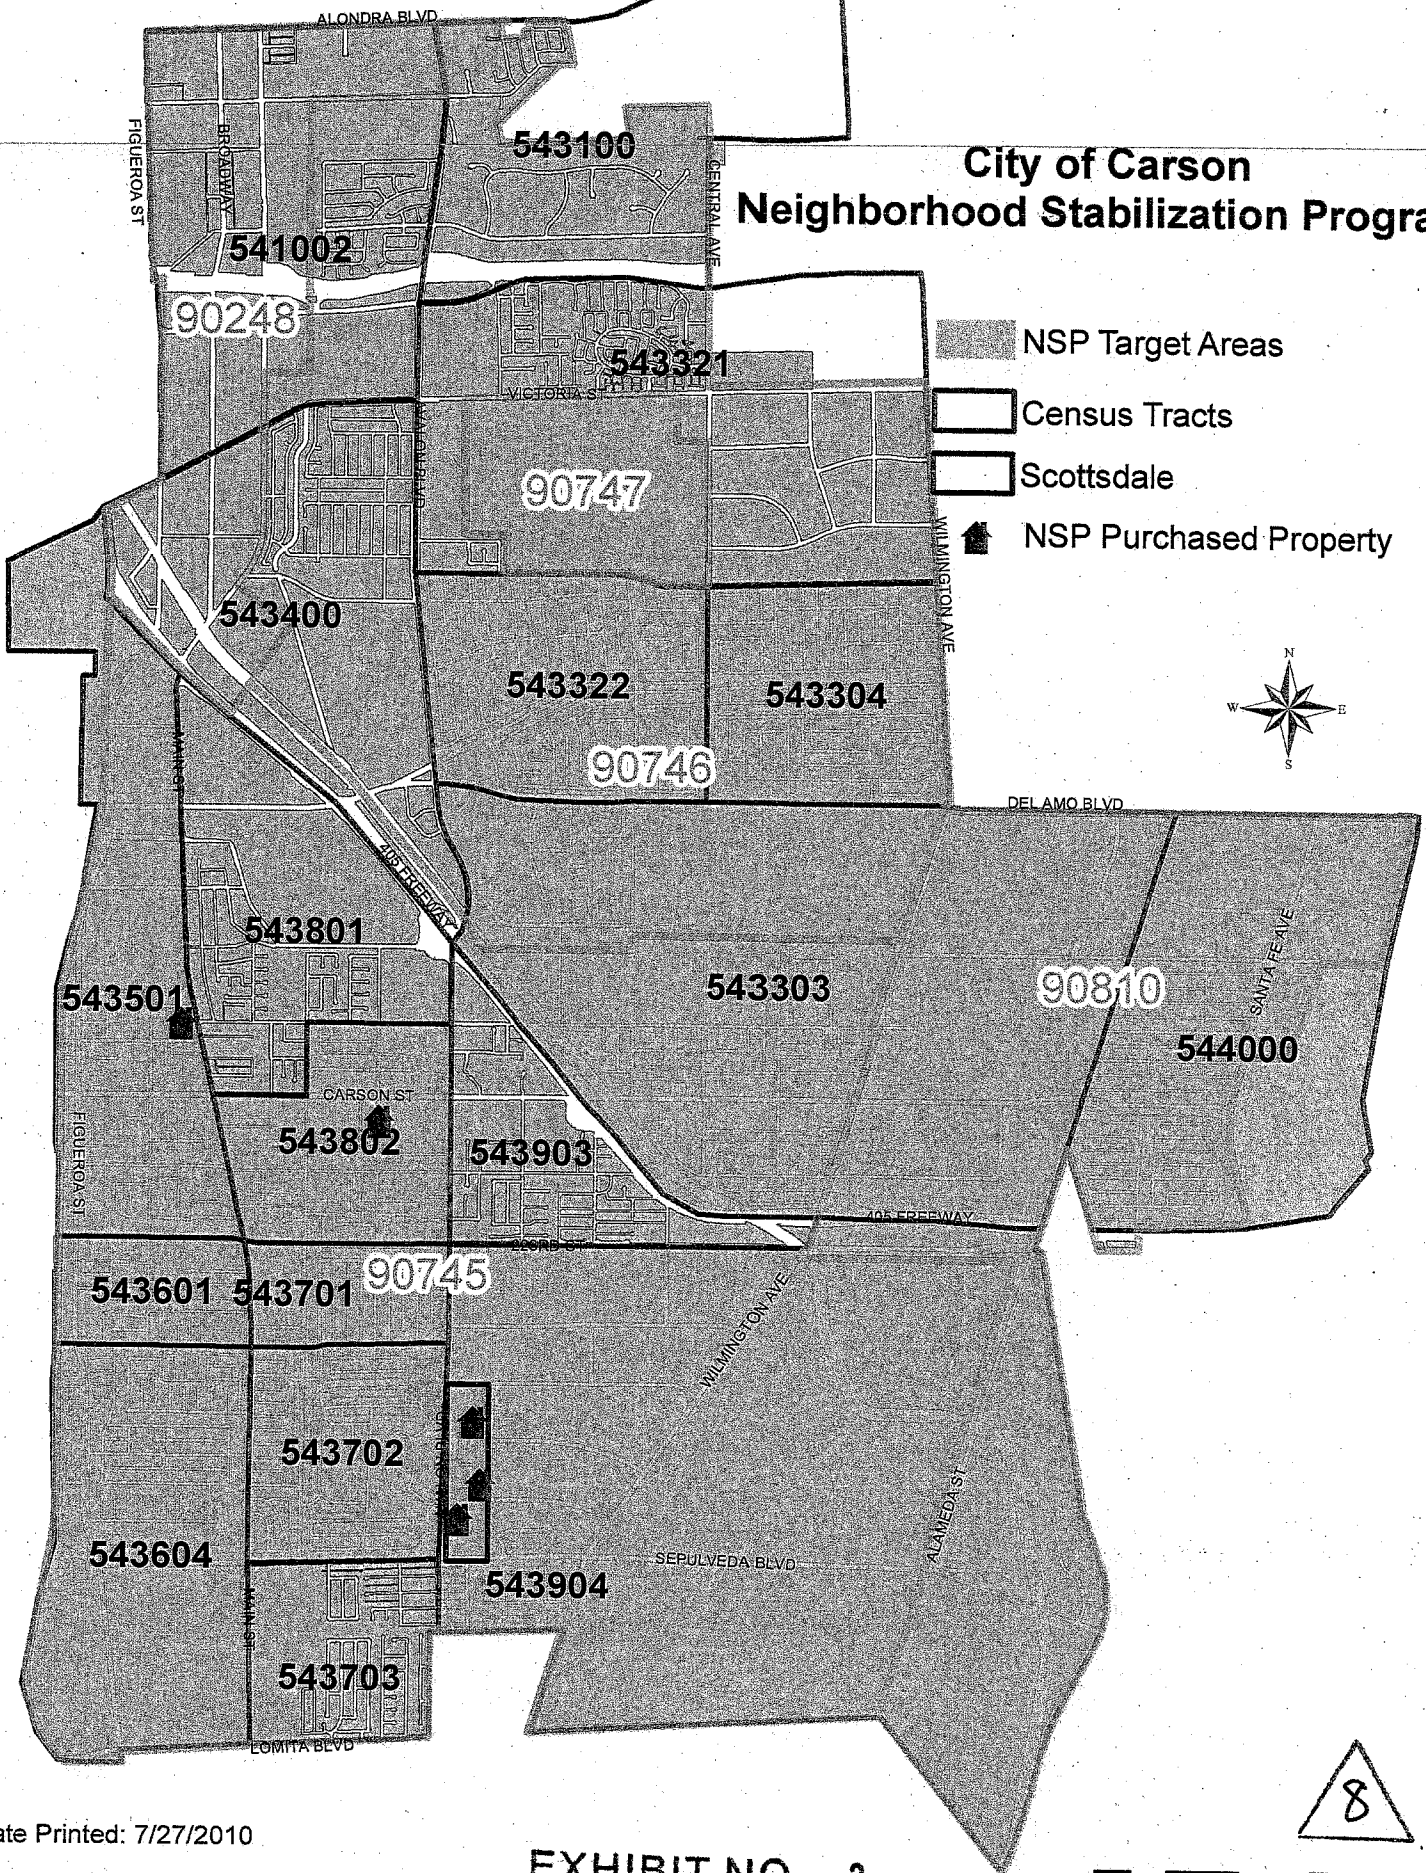 ALONDRA BLVD
FIGUEROA ST
BROADWAY
543100
CENTRAL AVE
City of Carson
Neighborhood Stabilization Progra
541002
90248
NSP Target Areas
543321
VICTORIA ST
Census Tracts
90747
Scottsdale
NSP Purchased Property
WILMINGTON AVE
543400
N
W
E
S
543322
543304
MAIN ST
90746
DEL AMO BLVD
405 FREEWAY
543801
SANTA FE AVE
543501
543303
90810
544000
CARSON ST
FIGUEROA ST
543802
543903
405 FREEWAY
223RD ST
90745
543601
543701
WILMINGTON AVE
543702
ALAMEDA ST
543604
SEPULVEDA BLVD
543904
MAIN ST
543703
LOMITA BLVD
8
ate Printed: 7/27/2010
EXHIBIT NO.